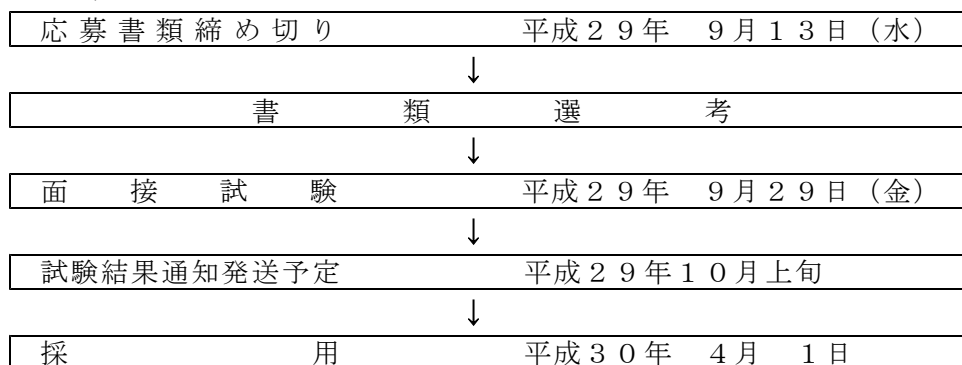 応募書類締め切り　平成２９年　９月１３日（水）
↓
書類選考
↓
面接試験　平成２９年　９月２９日（金）
↓
試験結果通知発送予定　平成２９年１０月上旬
↓
採用　平成３０年　４月　１日